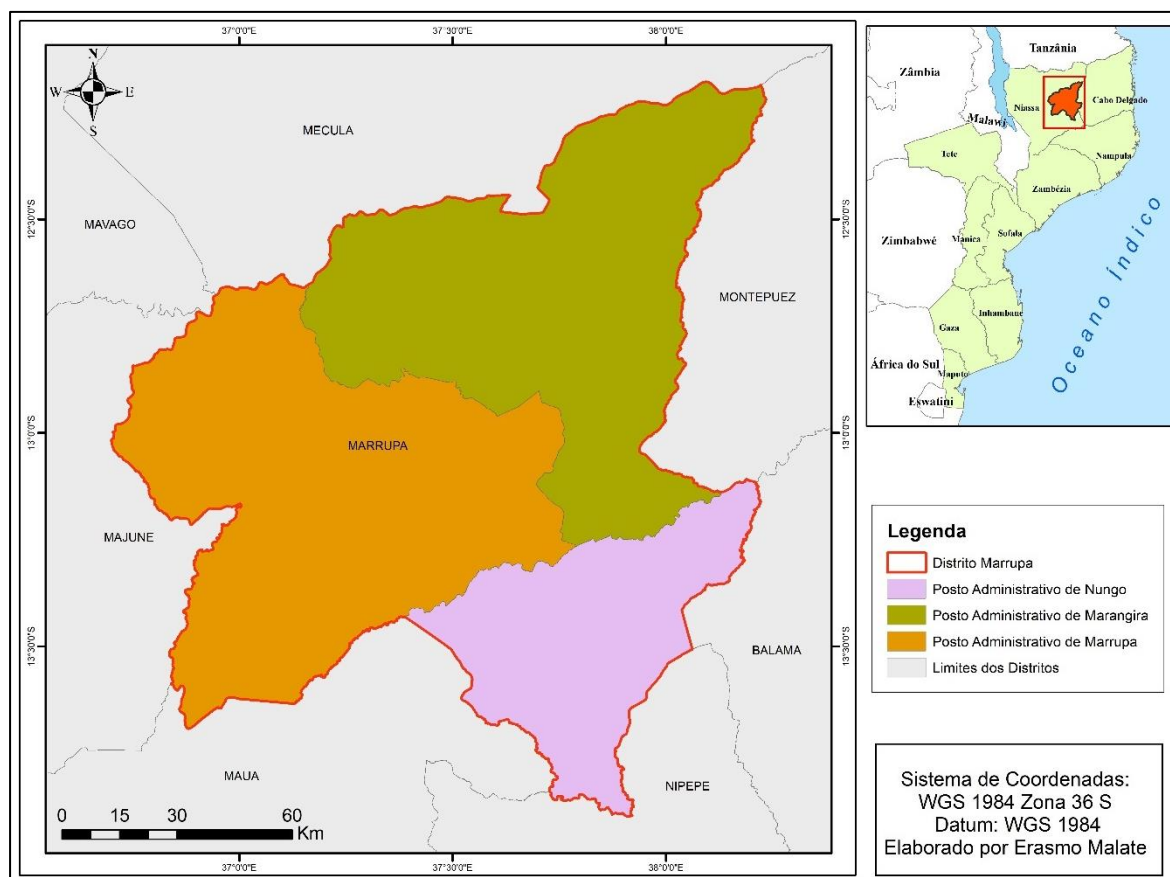 37°0'0"E
37°30'0"E
38°0'0"E
N
W
E
S
MECULA
MAVAGO
12°30'0"S
12°30'0"S
MONTEPUEZ
13°0'0"S
13°0'0"S
MARRUPA
MAJUNE
13°30'0"S
13°30'0"S
BALAMA
MAUA
NIPEPE
0 15 30 60
Km
37°0'0"E
37°30'0"E
38°0'0"E
Tanzânia
Zâmbia
Niassa
Cabo Delgado
Malawi
Tete
Nampula
Zambézia
Zimbabwé
Manica
Sofala
Oceano Índico
Gaza
Inhambane
África do Sul
Maputo
Eswatini
Legenda
Distrito Marrupa
Posto Administrativo de Nungo
Posto Administrativo de Marangira
Posto Administrativo de Marrupa
Limites dos Distritos
Sistema de Coordenadas:
WGS 1984 Zona 36 S
Datum: WGS 1984
Elaborado por Erasmo Malate